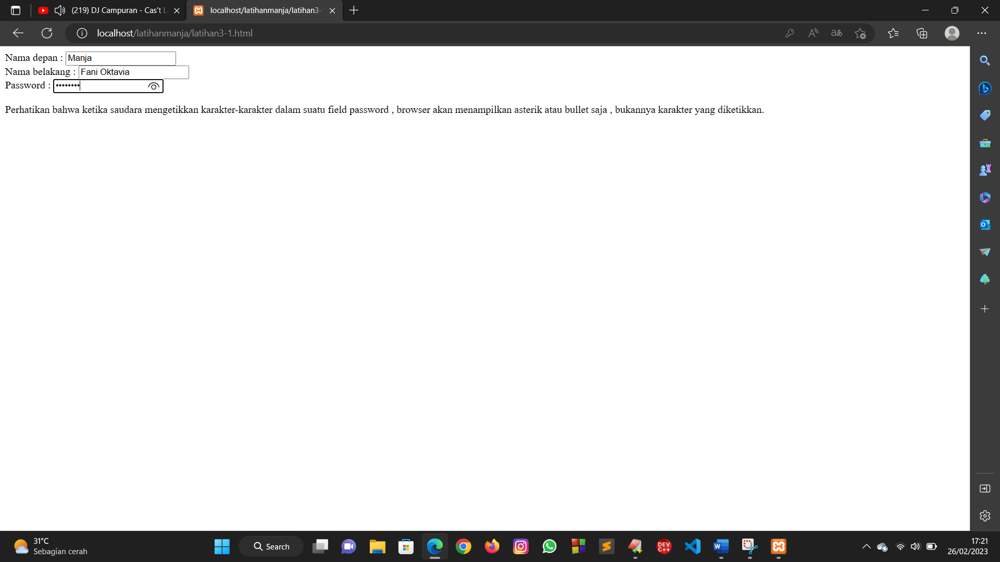 (219) DJ Campuran - Cas't L
localhost/latihanmanja/latihan3-
localhost/latihanmanja/latihan3-1.html
Nama depan : Manja
Nama belakang : Fani Oktavia
Password : ••••••••
Perhatikan bahwa ketika saudara mengetikkan karakter-karakter dalam suatu field password , browser akan menampilkan asterik atau bullet saja , bukannya karakter yang diketikkan.
31°C
Sebagian cerah
Search
DEV
C++
17:21
26/02/2023